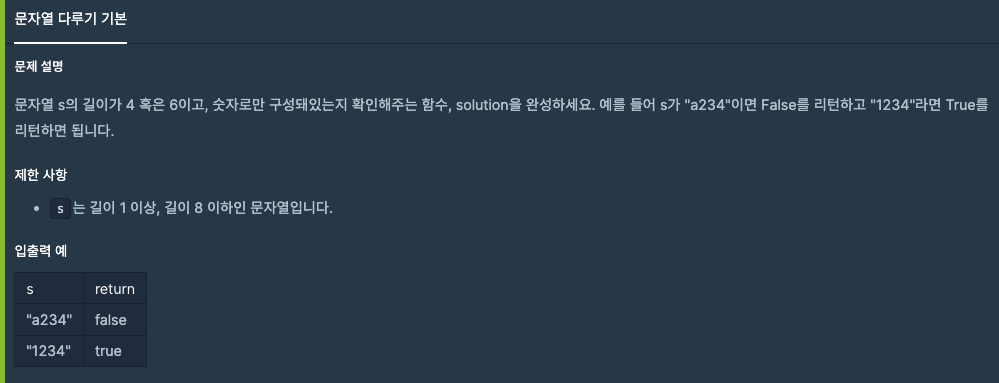 문자열 다루기 기본
문제 설명
문자열 s의 길이가 4 혹은 6이고, 숫자로만 구성돼있는지 확인해주는 함수, solution을 완성하세요. 예를 들어 s가 "a234"이면 False를 리턴하고 "1234"라면 True를
리턴하면 됩니다.
제한 사항
• s 는 길이 1 이상, 길이 8 이하인 문자열입니다.
입출력 예
s return
"a234" false
"1234" true